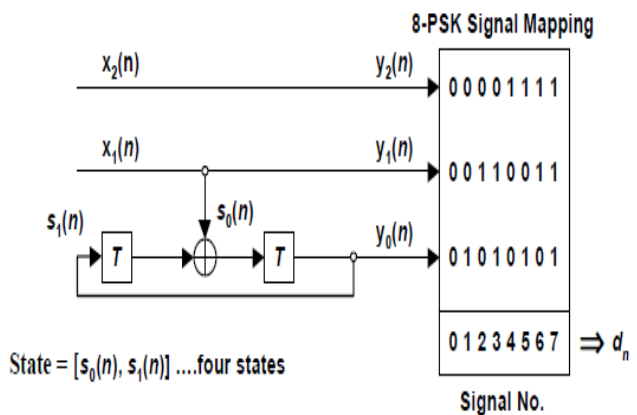 8-PSK Signal Mapping
x₂(n) y₂(n) 0 0 0 0 1 1 1 1
x₁(n) y₁(n) 0 0 1 1 0 0 1 1
s₁(n) s₀(n) y₀(n)
T T 0 1 0 1 0 1 0 1
State = [s₀(n), s₁(n)] ....four states 0 1 2 3 4 5 6 7 ⇒ dₙ
Signal No.